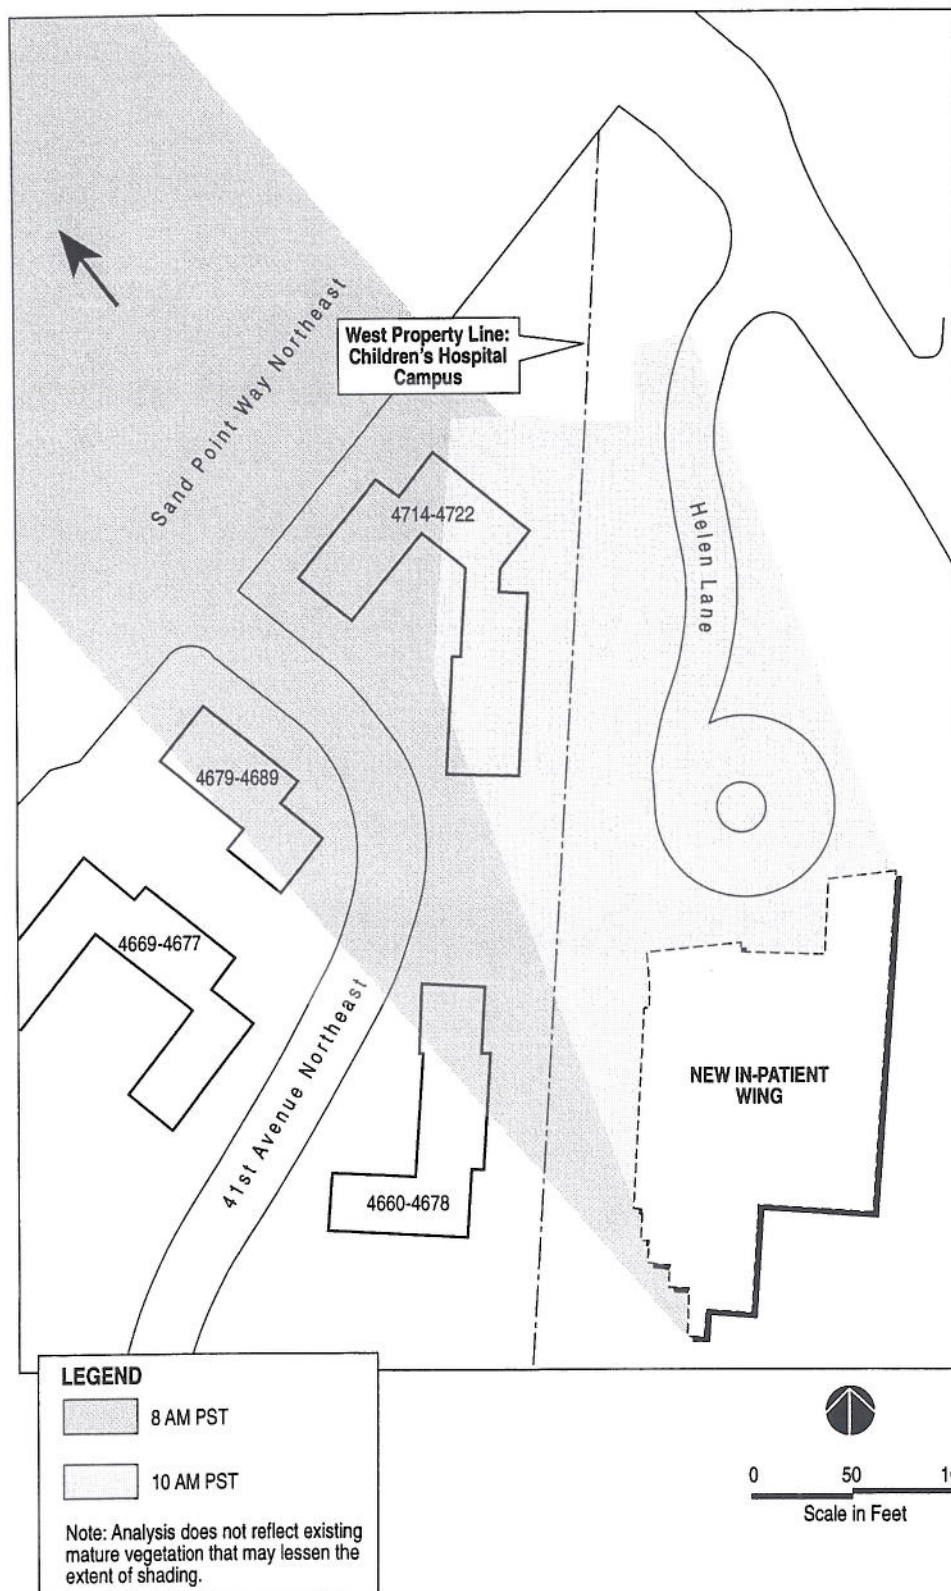 Sand Point Way Northeast
West Property Line:
Children's Hospital
Campus
4714-4722
Helen Lane
4679-4689
4669-4677
41st Avenue Northeast
4660-4678
NEW IN-PATIENT
WING
LEGEND
8 AM PST
10 AM PST
Note: Analysis does not reflect existing
mature vegetation that may lessen the
extent of shading.
0 50
Scale in Feet